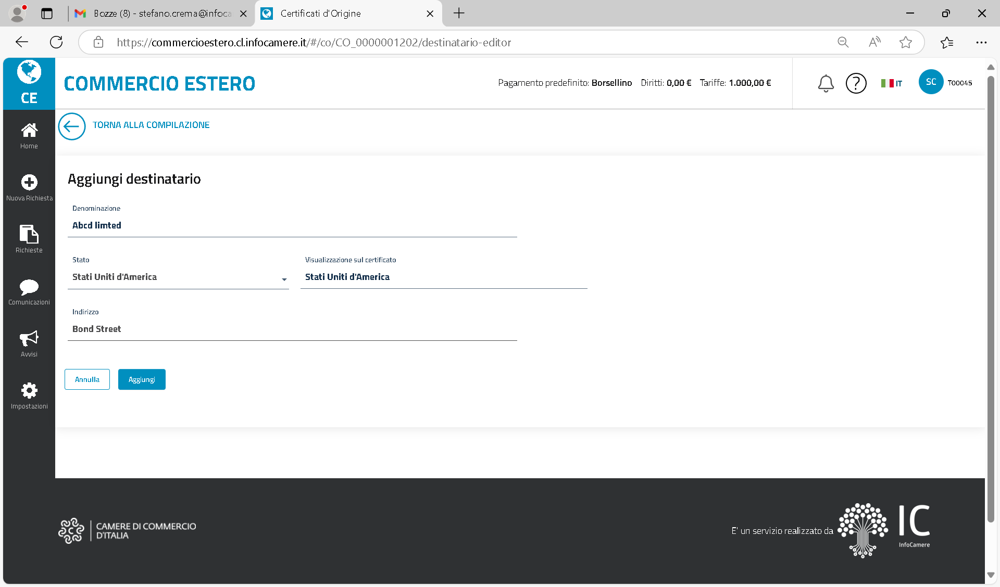 Bozze (8) - stefano.crema@infoca
Certificati d'Origine
https://commercioestero.cl.infocamere.it/#/co/CO_0000001202/destinatario-editor
CE
COMMERCIO ESTERO
Pagamento predefinito: Borsellino Diritti: 0,00 € Tariffe: 1.000,00 €
IT
SC
T00045
TORNA ALLA COMPILAZIONE
Home
Nuova Richiesta
Richieste
Comunicazioni
Avvisi
Impostazioni
Aggiungi destinatario
Denominazione
Abcd limted
Stato
Stati Uniti d'America
Visualizzazione sul certificato
Stati Uniti d'America
Indirizzo
Bond Street
Annulla
Aggiungi
CAMERE DI COMMERCIO
D'ITALIA
E' un servizio realizzato da
IC
InfoCamere